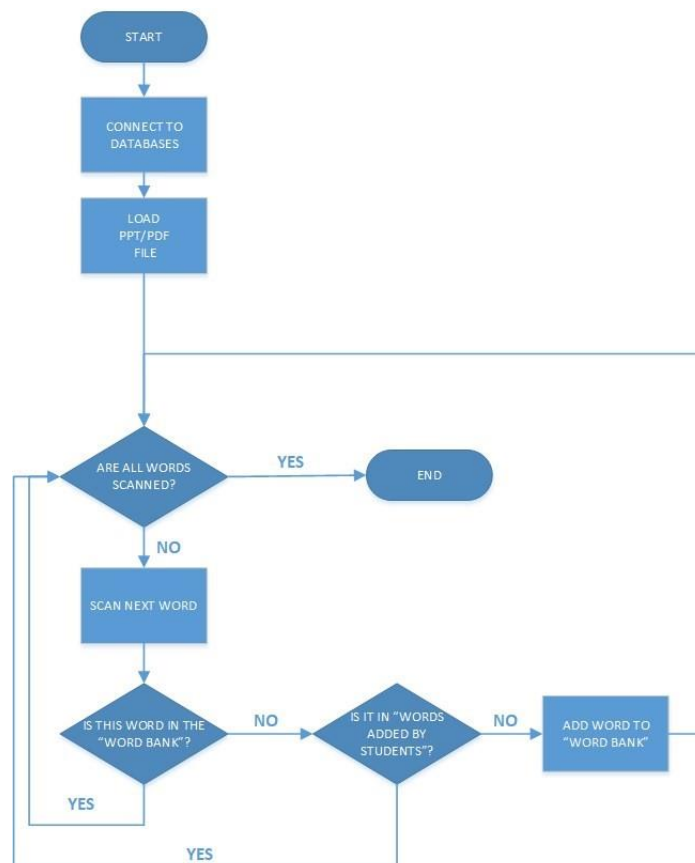 START
CONNECT TO
DATABASES
LOAD
PPT/PDF
FILE
ARE ALL WORDS
SCANNED?
YES
END
NO
SCAN NEXT WORD
IS THIS WORD IN THE
“WORD BANK”?
NO
IS IT IN “WORDS
ADDED BY
STUDENTS”?
NO
ADD WORD TO
“WORD BANK”
YES
YES